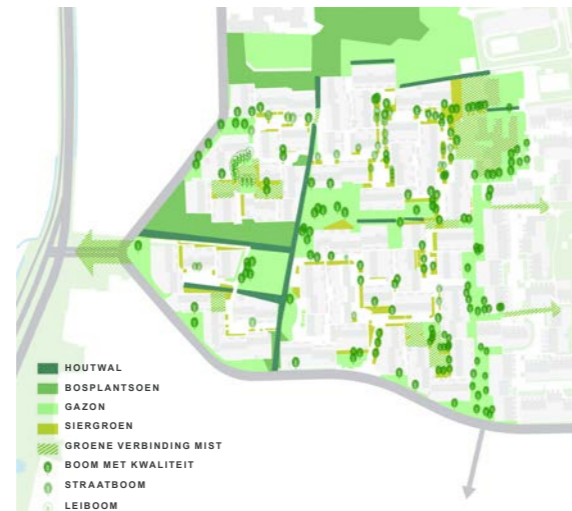 HOUTWAL
BOSPLANTSOEN
GAZON
SIERGROEN
GROENE VERBINDING MIST
BOOM MET KWALITEIT
STRAATBOOM
LEIBOOM